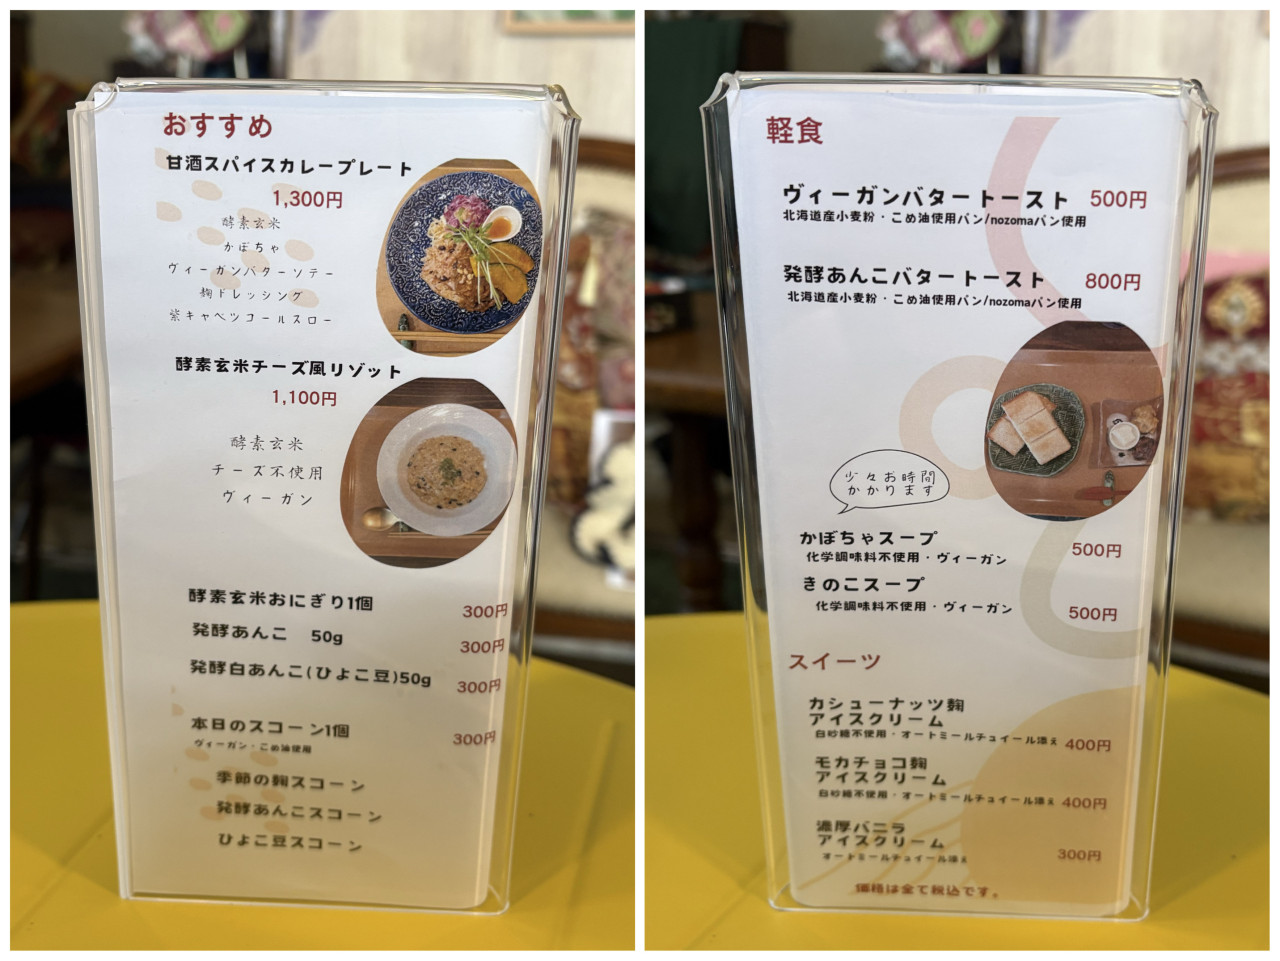 おすすめ
甘酒スパイスカレープレート
1,300円
酵素玄米
かぼちゃ
ヴィーガンバターソテー
麹ドレッシング
紫キャベツコールスロー
酵素玄米チーズ風リゾット
1,100円
酵素玄米
チーズ不使用
ヴィーガン
酵素玄米おにぎり1個 300円
発酵あんこ 50g 300円
発酵白あんこ(ひよこ豆)50g 300円
本日のスコーン1個 300円
ヴィーガン・こめ油使用
季節の麹スコーン
発酵あんこスコーン
ひよこ豆スコーン
軽食
ヴィーガンバタートースト 500円
北海道産小麦粉・こめ油使用パン/nozomaパン使用
発酵あんこバタートースト 800円
北海道産小麦粉・こめ油使用パン/nozomaパン使用
少々お時間
かかります
かぼちゃスープ 500円
化学調味料不使用・ヴィーガン
きのこスープ
化学調味料不使用・ヴィーガン 500円
スイーツ
カシューナッツ麹
アイスクリーム
白砂糖不使用・オートミールチュイール添え 400円
モカチョコ麹
アイスクリーム
白砂糖不使用・オートミールチュイール添え 400円
濃厚バニラ
アイスクリーム
オートミールチュイール添え 300円
価格は全て税込です。